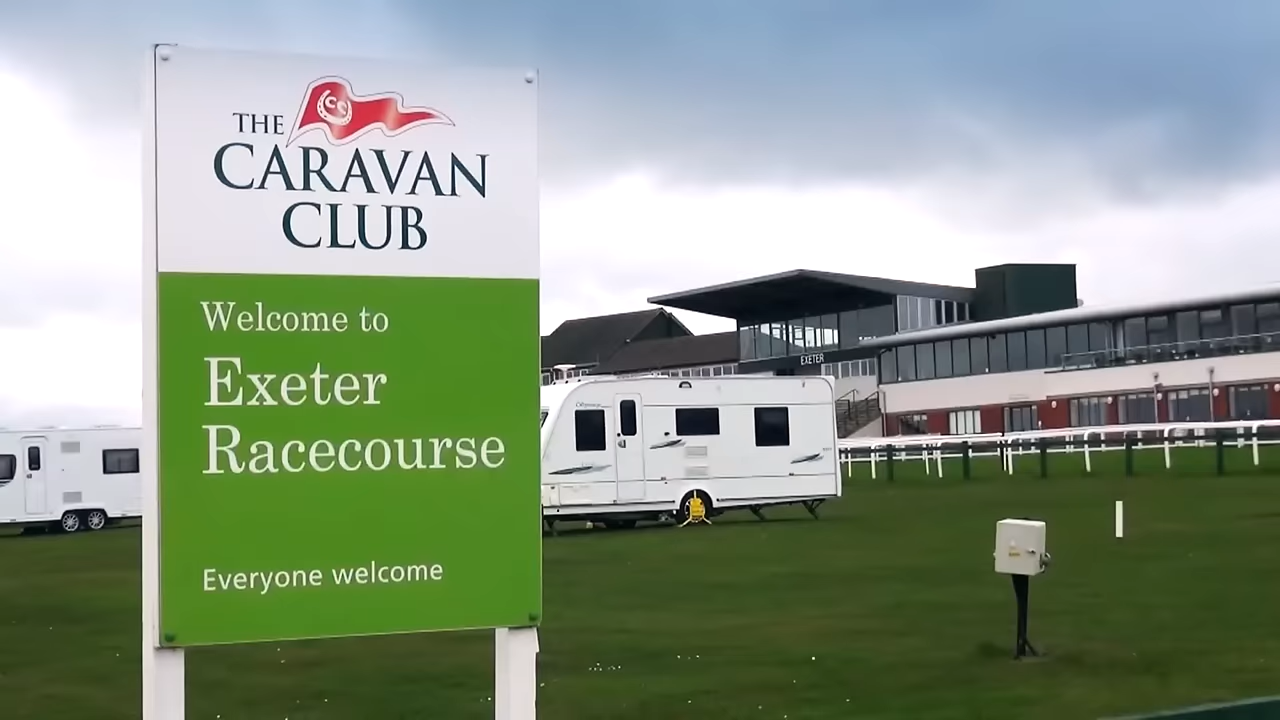 THE
CARAVAN
CLUB
Welcome to
Exeter
Racecourse
Everyone welcome
EXETER